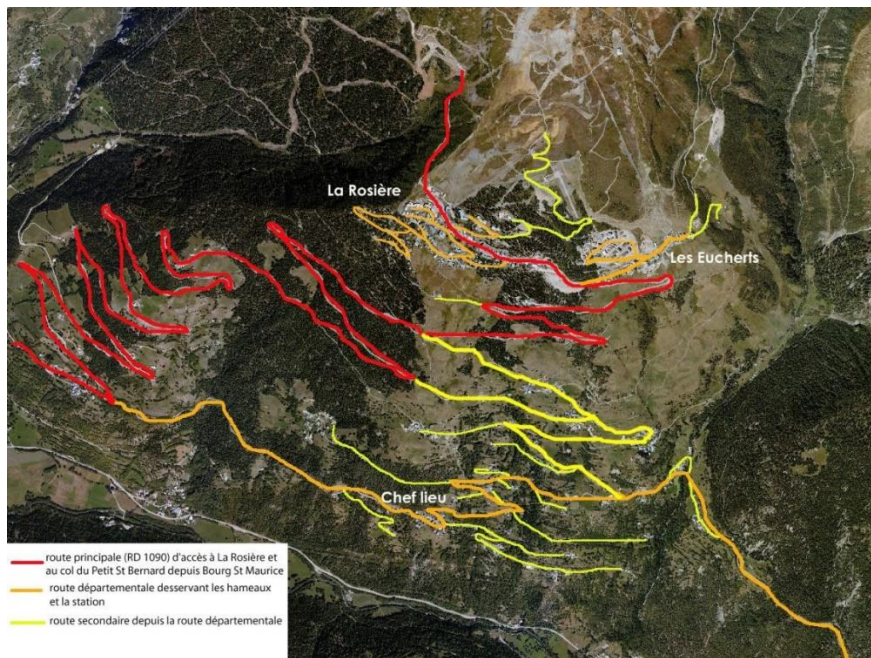 La Rosière
Les Eucherts
Chef lieu
route principale (RD 1090) d'accès à La Rosière et
au col du Petit St Bernard depuis Bourg St Maurice
route départementale desservant les hameaux
et la station
route secondaire depuis la route départementale